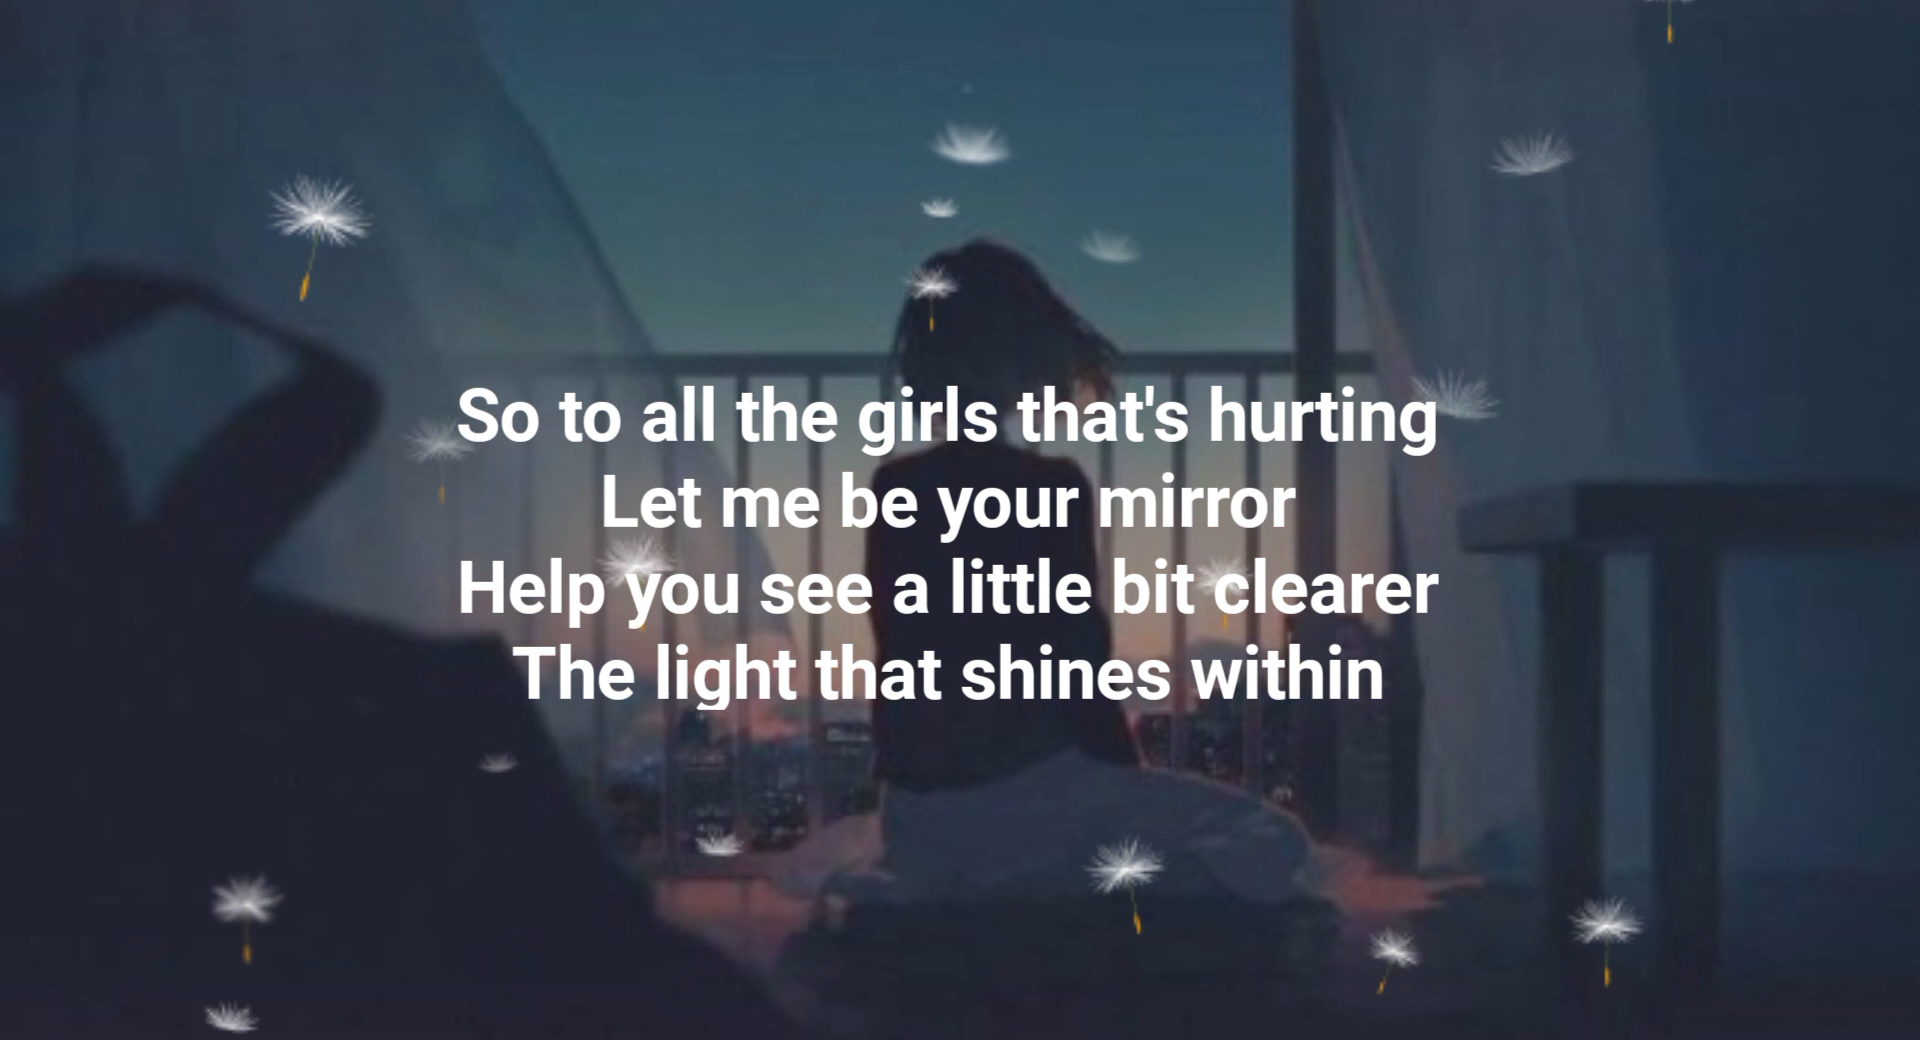 So to all the girls that's hurting
Let me be your mirror
Help you see a little bit clearer
The light that shines within